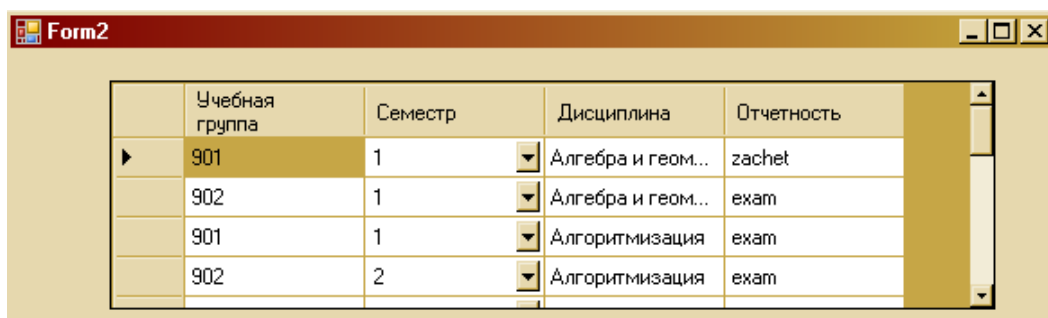 Form2
Учебная группа Семестр Дисциплина Отчетность
901 1 Алгебра и геом... zachet
902 1 Алгебра и геом... exam
901 1 Алгоритмизация exam
902 2 Алгоритмизация exam